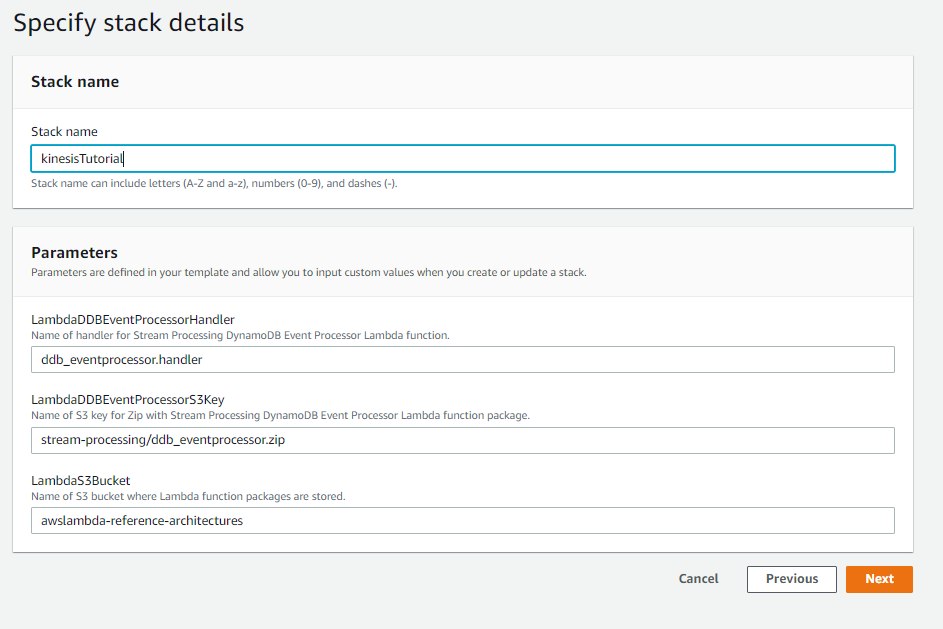 Specify stack details
Stack name
Stack name
kinesisTutorial
Stack name can include letters (A-Z and a-z), numbers (0-9), and dashes (-).
Parameters
Parameters are defined in your template and allow you to input custom values when you create or update a stack.
LambdaDDBEventProcessorHandler
Name of handler for Stream Processing DynamoDB Event Processor Lambda function.
ddb_eventprocessor.handler
LambdaDDBEventProcessorS3Key
Name of S3 key for Zip with Stream Processing DynamoDB Event Processor Lambda function package.
stream-processing/ddb_eventprocessor.zip
LambdaS3Bucket
Name of S3 bucket where Lambda function packages are stored.
awslambda-reference-architectures
Cancel Previous Next